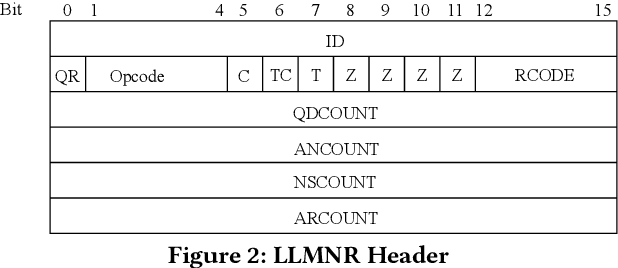 Bit 0 1 4 5 6 7 8 9 10 11 12 15
ID
QR Opcode C TC T Z Z Z Z RCODE
QDCOUNT
ANCOUNT
NSCOUNT
ARCOUNT
Figure 2: LLMNR Header